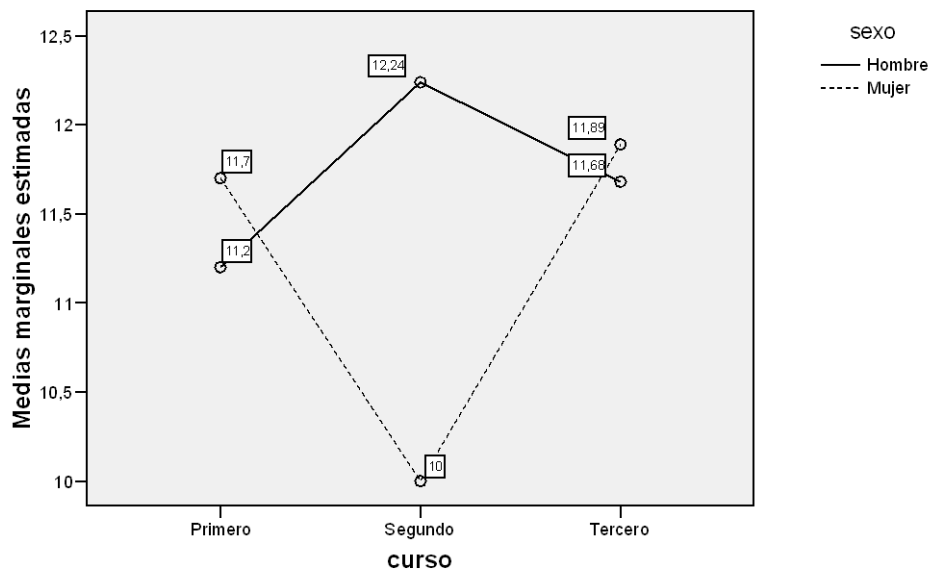 12,5
12
11,5
11
10,5
10
Medias marginales estimadas
12,24
11,89
11,7
11,68
11,2
10
Primero
Segundo
Tercero
curso
sexo
Hombre
Mujer